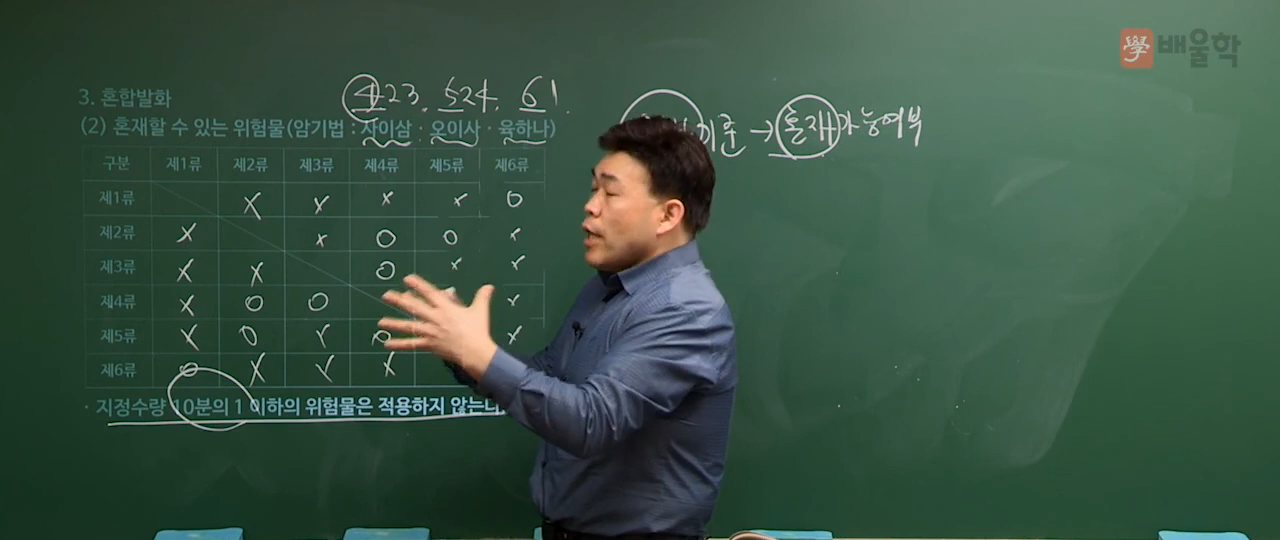 學 배울학
3. 혼합발화
423. 524. 61.
(2) 혼재할 수 있는 위험물(암기법 : 사이삼 · 오이사 · 육하나)
기준 → 혼재 가능여부
구분 제1류 제2류 제3류 제4류 제5류 제6류
제1류 X X X X O
제2류 X X O O X
제3류 X X O X X
제4류 X O O X
제5류 X O X O X
제6류 O X X X
· 지정수량 10분의 1 이하의 위험물은 적용하지 않는다